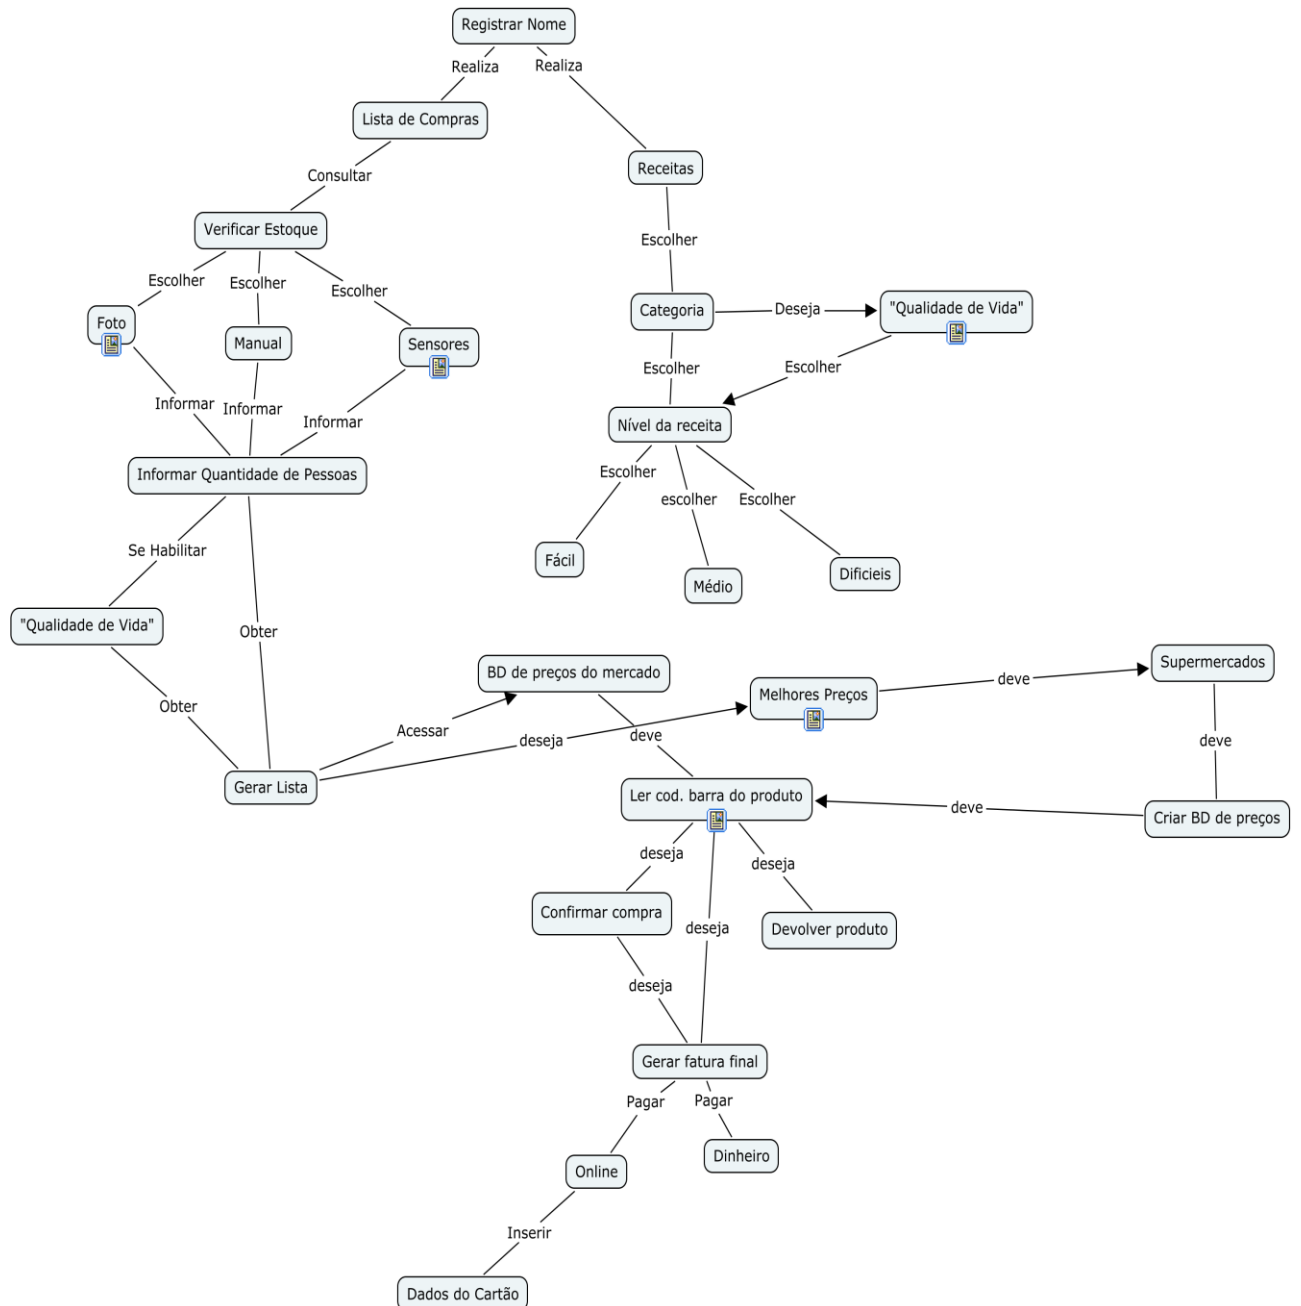 Registrar Nome
Realiza
Realiza
Lista de Compras
Consultar
Receitas
Verificar Estoque
Escolher
Escolher
Escolher
Escolher
Foto
Manual
Sensores
Categoria
Deseja
"Qualidade de Vida"
Escolher
Escolher
Informar
Informar
Informar
Nível da receita
Informar Quantidade de Pessoas
Escolher
escolher
Escolher
Se Habilitar
Fácil
Médio
Dificieis
"Qualidade de Vida"
Obter
Obter
BD de preços do mercado
Melhores Preços
deve
Supermercados
Acessar
deseja
deve
deve
Gerar Lista
Ler cod. barra do produto
deve
Criar BD de preços
deseja
deseja
Confirmar compra
deseja
Devolver produto
deseja
Gerar fatura final
Pagar
Pagar
Online
Dinheiro
Inserir
Dados do Cartão